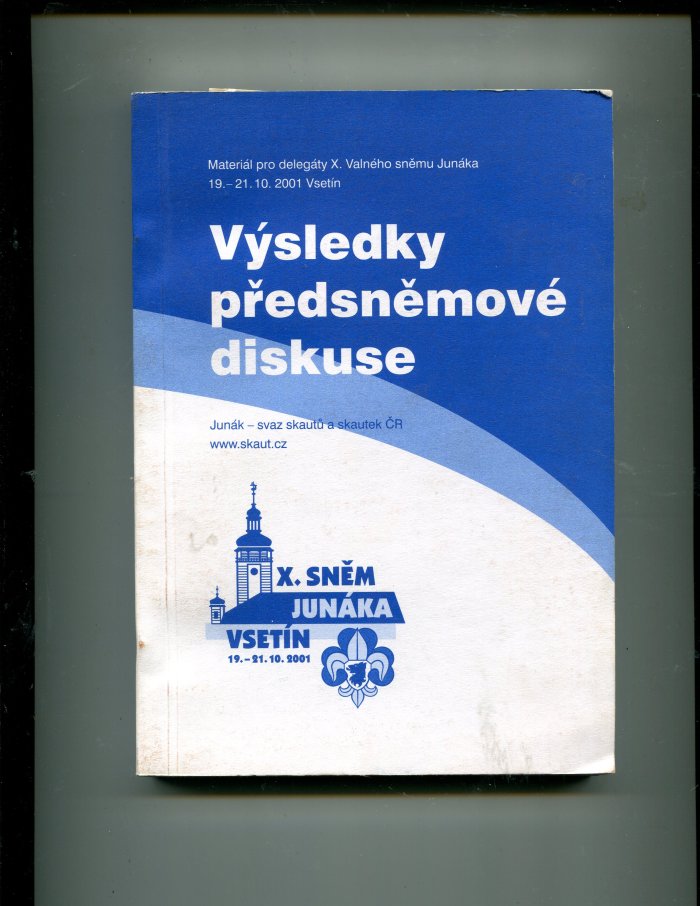 Materiál pro delegáty X. Valného sněmu Junáka
19.– 21. 10. 2001 Vsetín
Výsledky
předsněmové
diskuse
Junák – svaz skautů a skautek ČR
www.skaut.cz
X. SNĚM
JUNÁKA
VSETÍN
19. – 21. 10. 2001